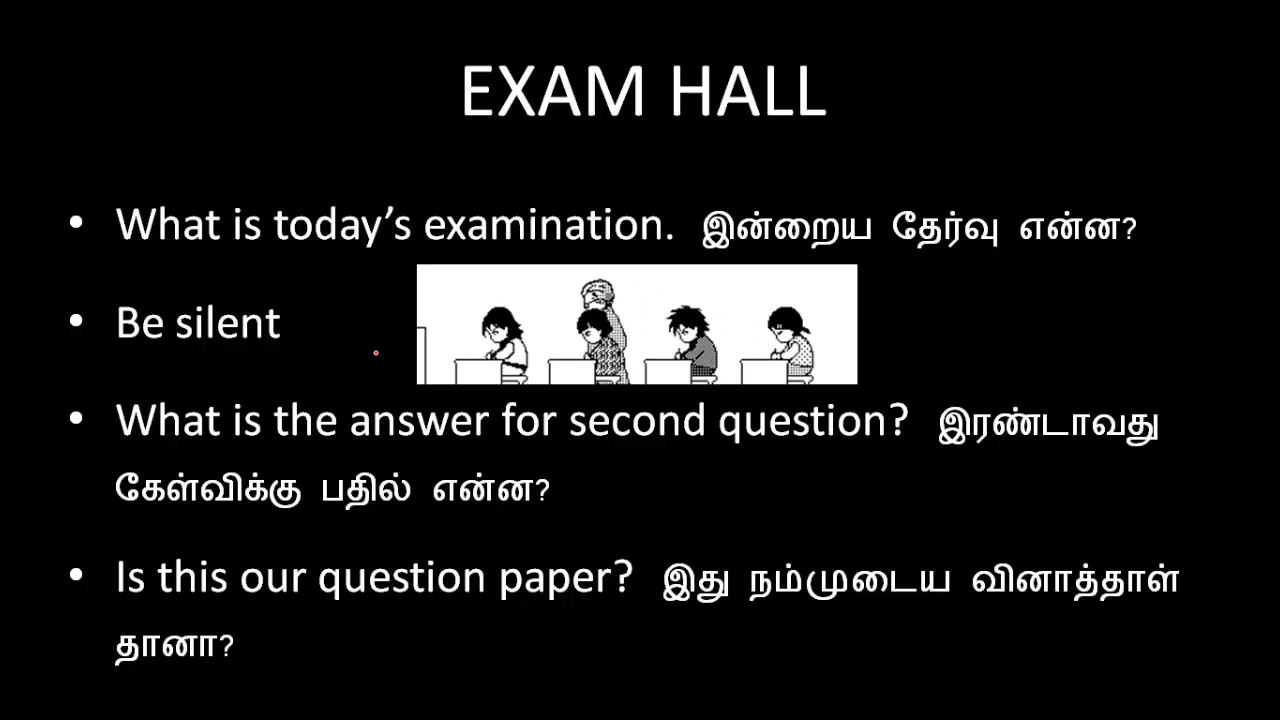 EXAM HALL
• What is today's examination. இன்றைய தேர்வு என்ன?
• Be silent
• What is the answer for second question? இரண்டாவது
கேள்விக்கு பதில் என்ன?
• Is this our question paper? இது நம்முடைய வினாத்தாள்
தானா?